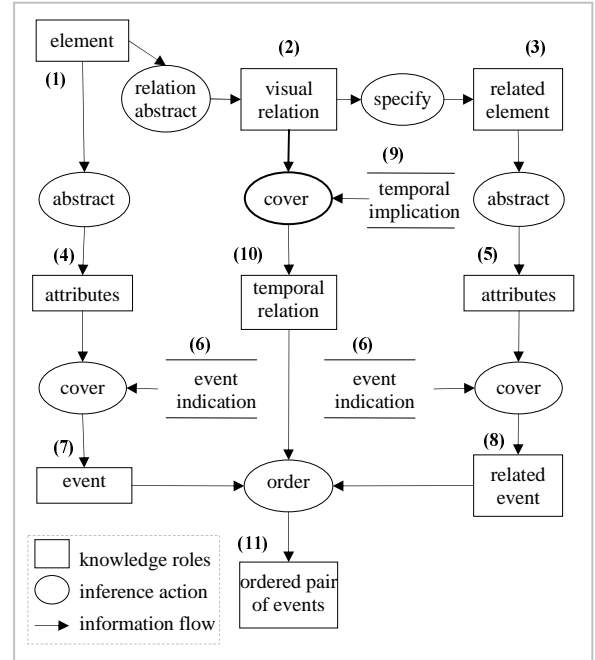 element
(1)
relation
abstract
(2)
visual
relation
specify
(3)
related
element
abstract
cover
(9)
temporal
implication
abstract
(4)
attributes
(10)
temporal
relation
(5)
attributes
cover
(6)
event
indication
(6)
event
indication
cover
(7)
event
order
(8)
related
event
(11)
ordered pair
of events
knowledge roles
inference action
information flow